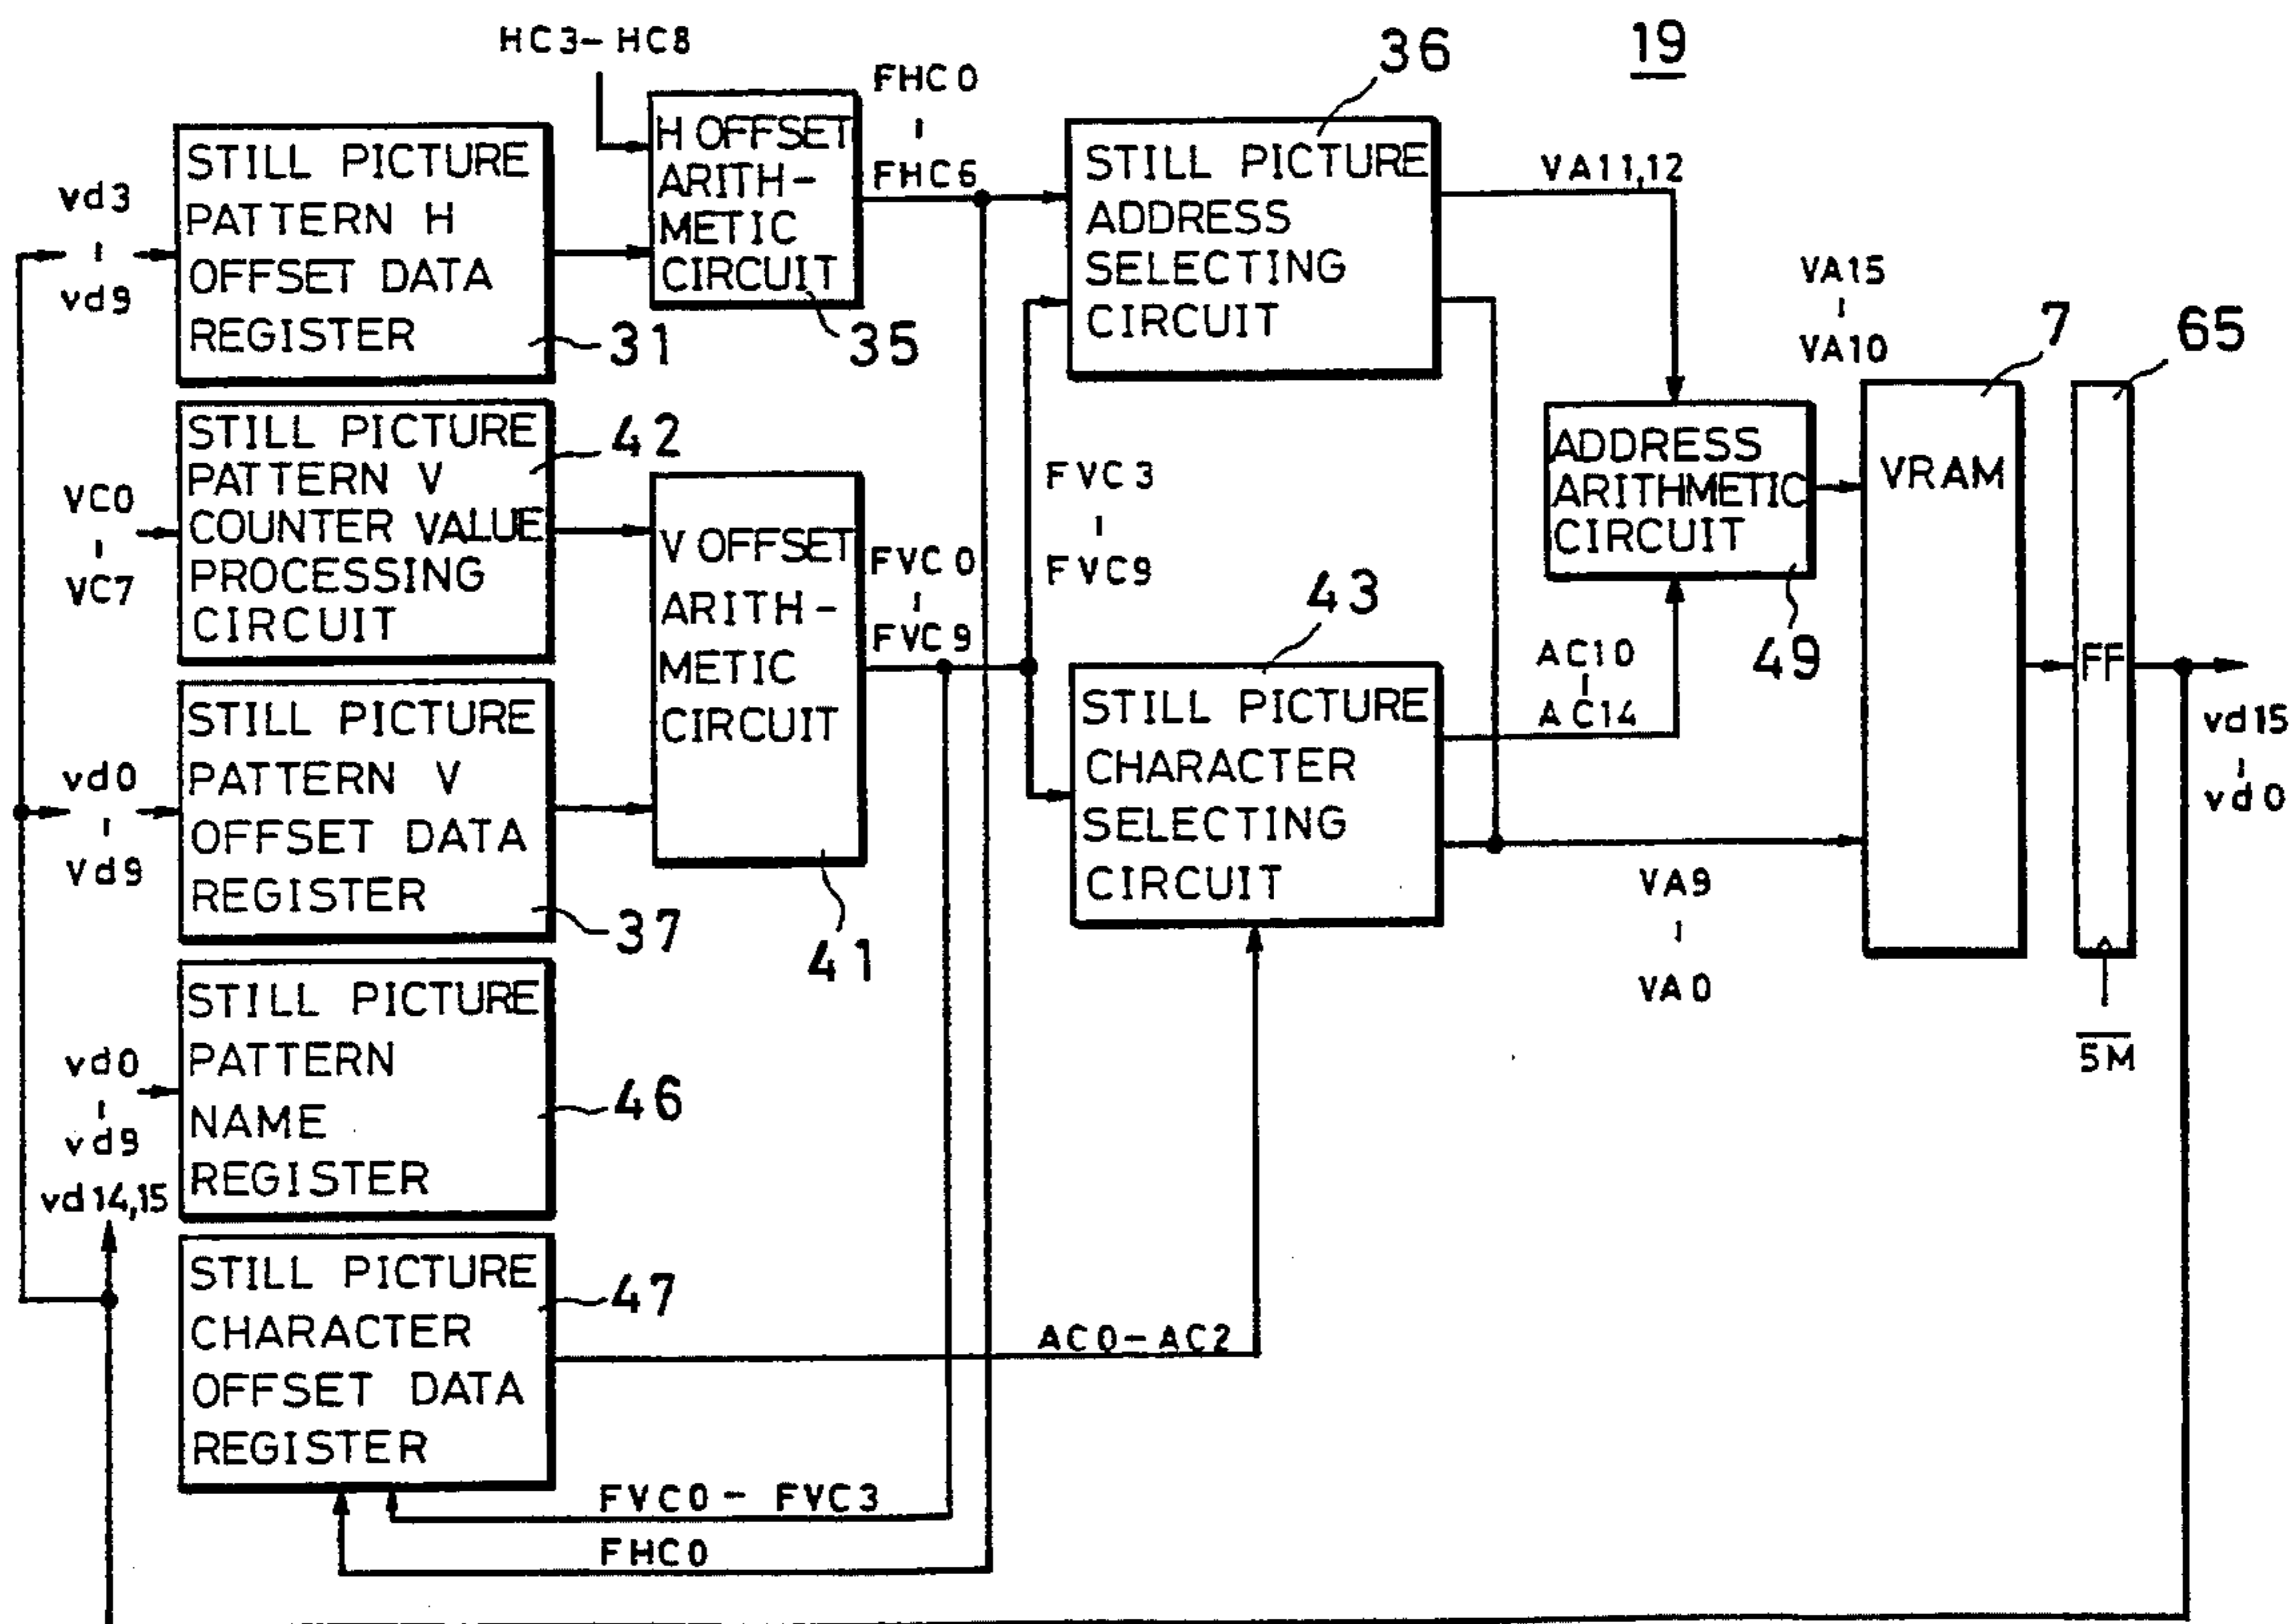 HC3-HC8
19
36
FHC0
-
FHC6
H OFFSET
ARITH-
METIC
CIRCUIT
35
STILL PICTURE
PATTERN H
OFFSET DATA
REGISTER
31
vd3
-
vd9
STILL PICTURE
ADDRESS
SELECTING
CIRCUIT
VA11,12
VA15
-
VA10
7
65
STILL PICTURE
PATTERN V
COUNTER VALUE
PROCESSING
CIRCUIT
42
VC0
-
VC7
V OFFSET
ARITH-
METIC
CIRCUIT
41
FVC0
-
FVC9
FVC3
-
FVC9
ADDRESS
ARITHMETIC
CIRCUIT
49
VRAM
FF
43
AC10
-
AC14
STILL PICTURE
CHARACTER
SELECTING
CIRCUIT
vd15
-
vd0
STILL PICTURE
PATTERN V
OFFSET DATA
REGISTER
37
vd0
-
Vd9
VA9
-
VA0
5M
STILL PICTURE
PATTERN
NAME
REGISTER
46
vd0
-
vd9
vd14,15
STILL PICTURE
CHARACTER
OFFSET DATA
REGISTER
47
AC0-AC2
FVC0 - FVC3
FHC0